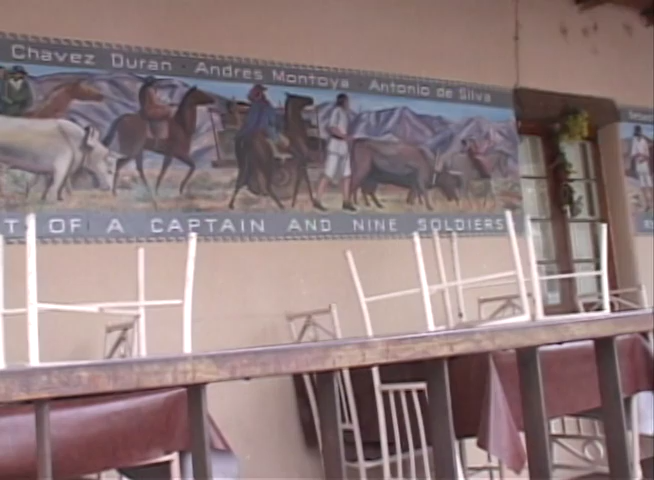 Chavez Duran · Andres Montoya · Antonio de Silva
T OF A CAPTAIN AND NINE SOLDIERS